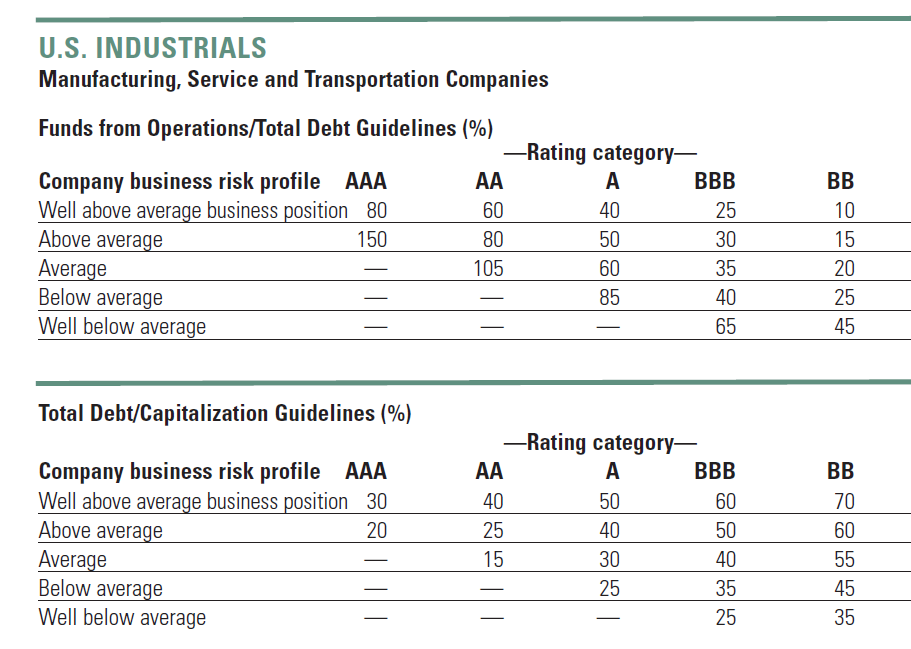 U.S. INDUSTRIALS
Manufacturing, Service and Transportation Companies
Funds from Operations/Total Debt Guidelines (%)
—Rating category—
Company business risk profile AAA AA A BBB BB
Well above average business position 80 60 40 25 10
Above average 150 80 50 30 15
Average — 105 60 35 20
Below average — — 85 40 25
Well below average — — — 65 45
Total Debt/Capitalization Guidelines (%)
—Rating category—
Company business risk profile AAA AA A BBB BB
Well above average business position 30 40 50 60 70
Above average 20 25 40 50 60
Average — 15 30 40 55
Below average — — 25 35 45
Well below average — — — 25 35